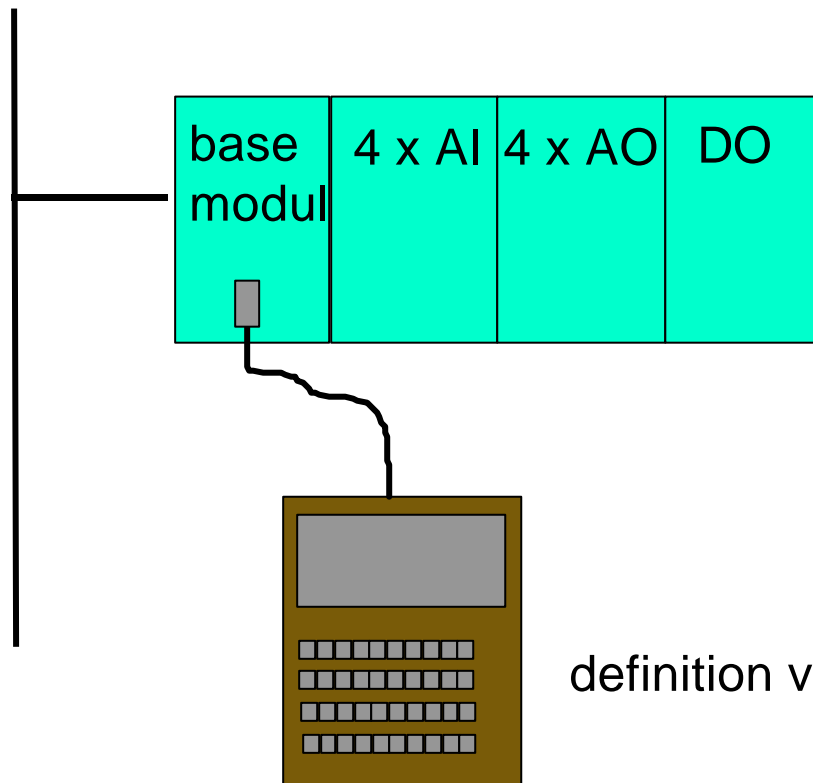 base
modul
4 x AI
4 x AO
DO
definition v